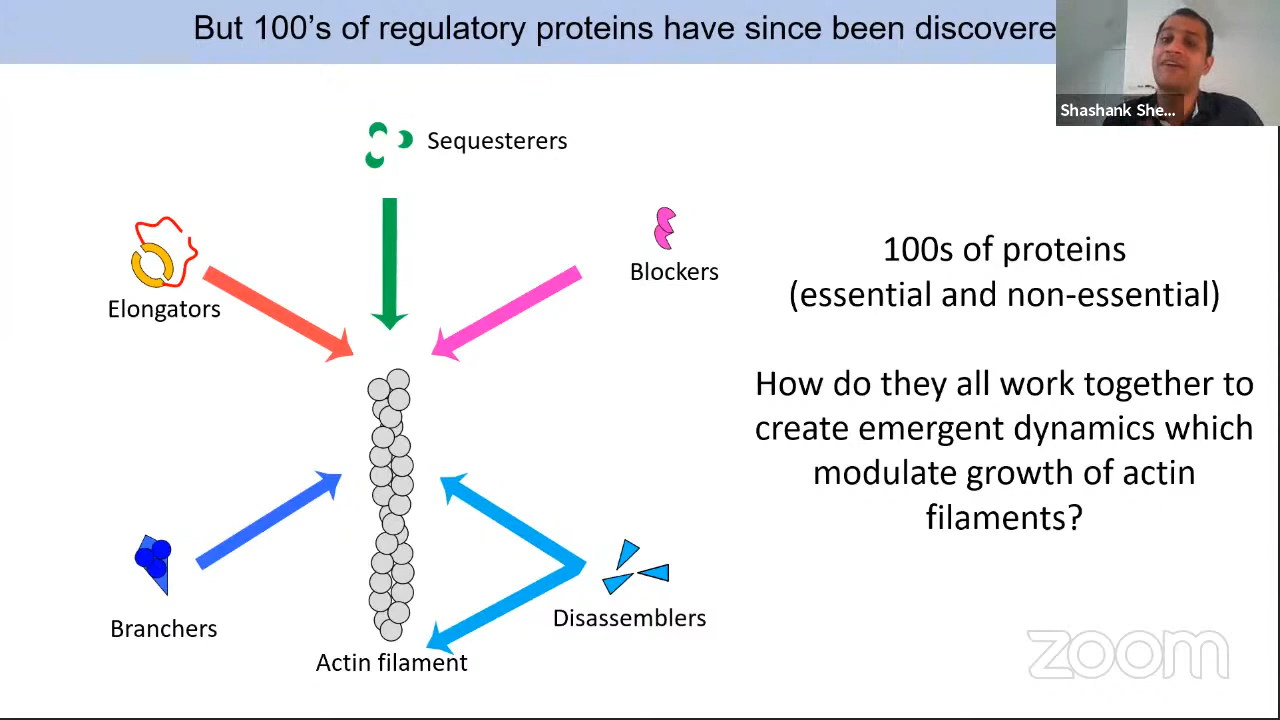 But 100's of regulatory proteins have since been discovere
Shashank She...
Sequesterers
Blockers
Elongators
100s of proteins
(essential and non-essential)
How do they all work together to
create emergent dynamics which
modulate growth of actin
filaments?
Branchers
Disassemblers
Actin filament
zoom